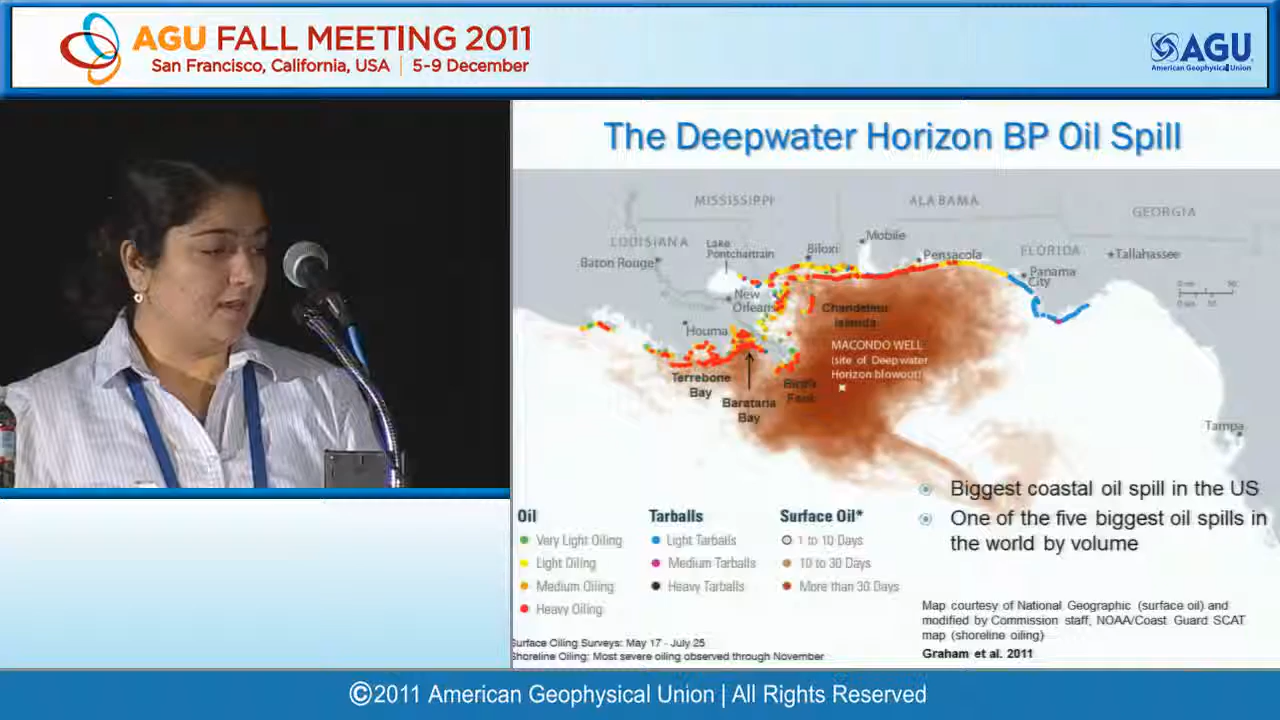 AGU FALL MEETING 2011
San Francisco, California, USA | 5-9 December
AGU
American Geophysical Union
The Deepwater Horizon BP Oil Spill
MISSISSIPPI
ALABAMA
GEORGIA
LOUISIANA
Lake
Pontchartrain
Biloxi
Mobile
Pensacola
FLORIDA
Tallahassee
Baton Rouge
Panama
City
New
Orleans
Chandeleur
Islands
Houma
MACONDO WELL
(site of Deepwater
Horizon blowout)
Terrebone
Bay
Bird's
Foot
Barataria
Bay
Tampa
Biggest coastal oil spill in the US
One of the five biggest oil spills in
the world by volume
Oil
Very Light Oiling
Light Oiling
Medium Oiling
Heavy Oiling
Tarballs
Light Tarballs
Medium Tarballs
Heavy Tarballs
Surface Oil*
1 to 10 Days
10 to 30 Days
More than 30 Days
Map courtesy of National Geographic (surface oil) and
modified by Commission staff, NOAA/Coast Guard SCAT
map (shoreline oiling)
Graham et al. 2011
Surface Oiling Surveys: May 17 - July 25
Shoreline Oiling: Most severe oiling observed through November
©2011 American Geophysical Union | All Rights Reserved